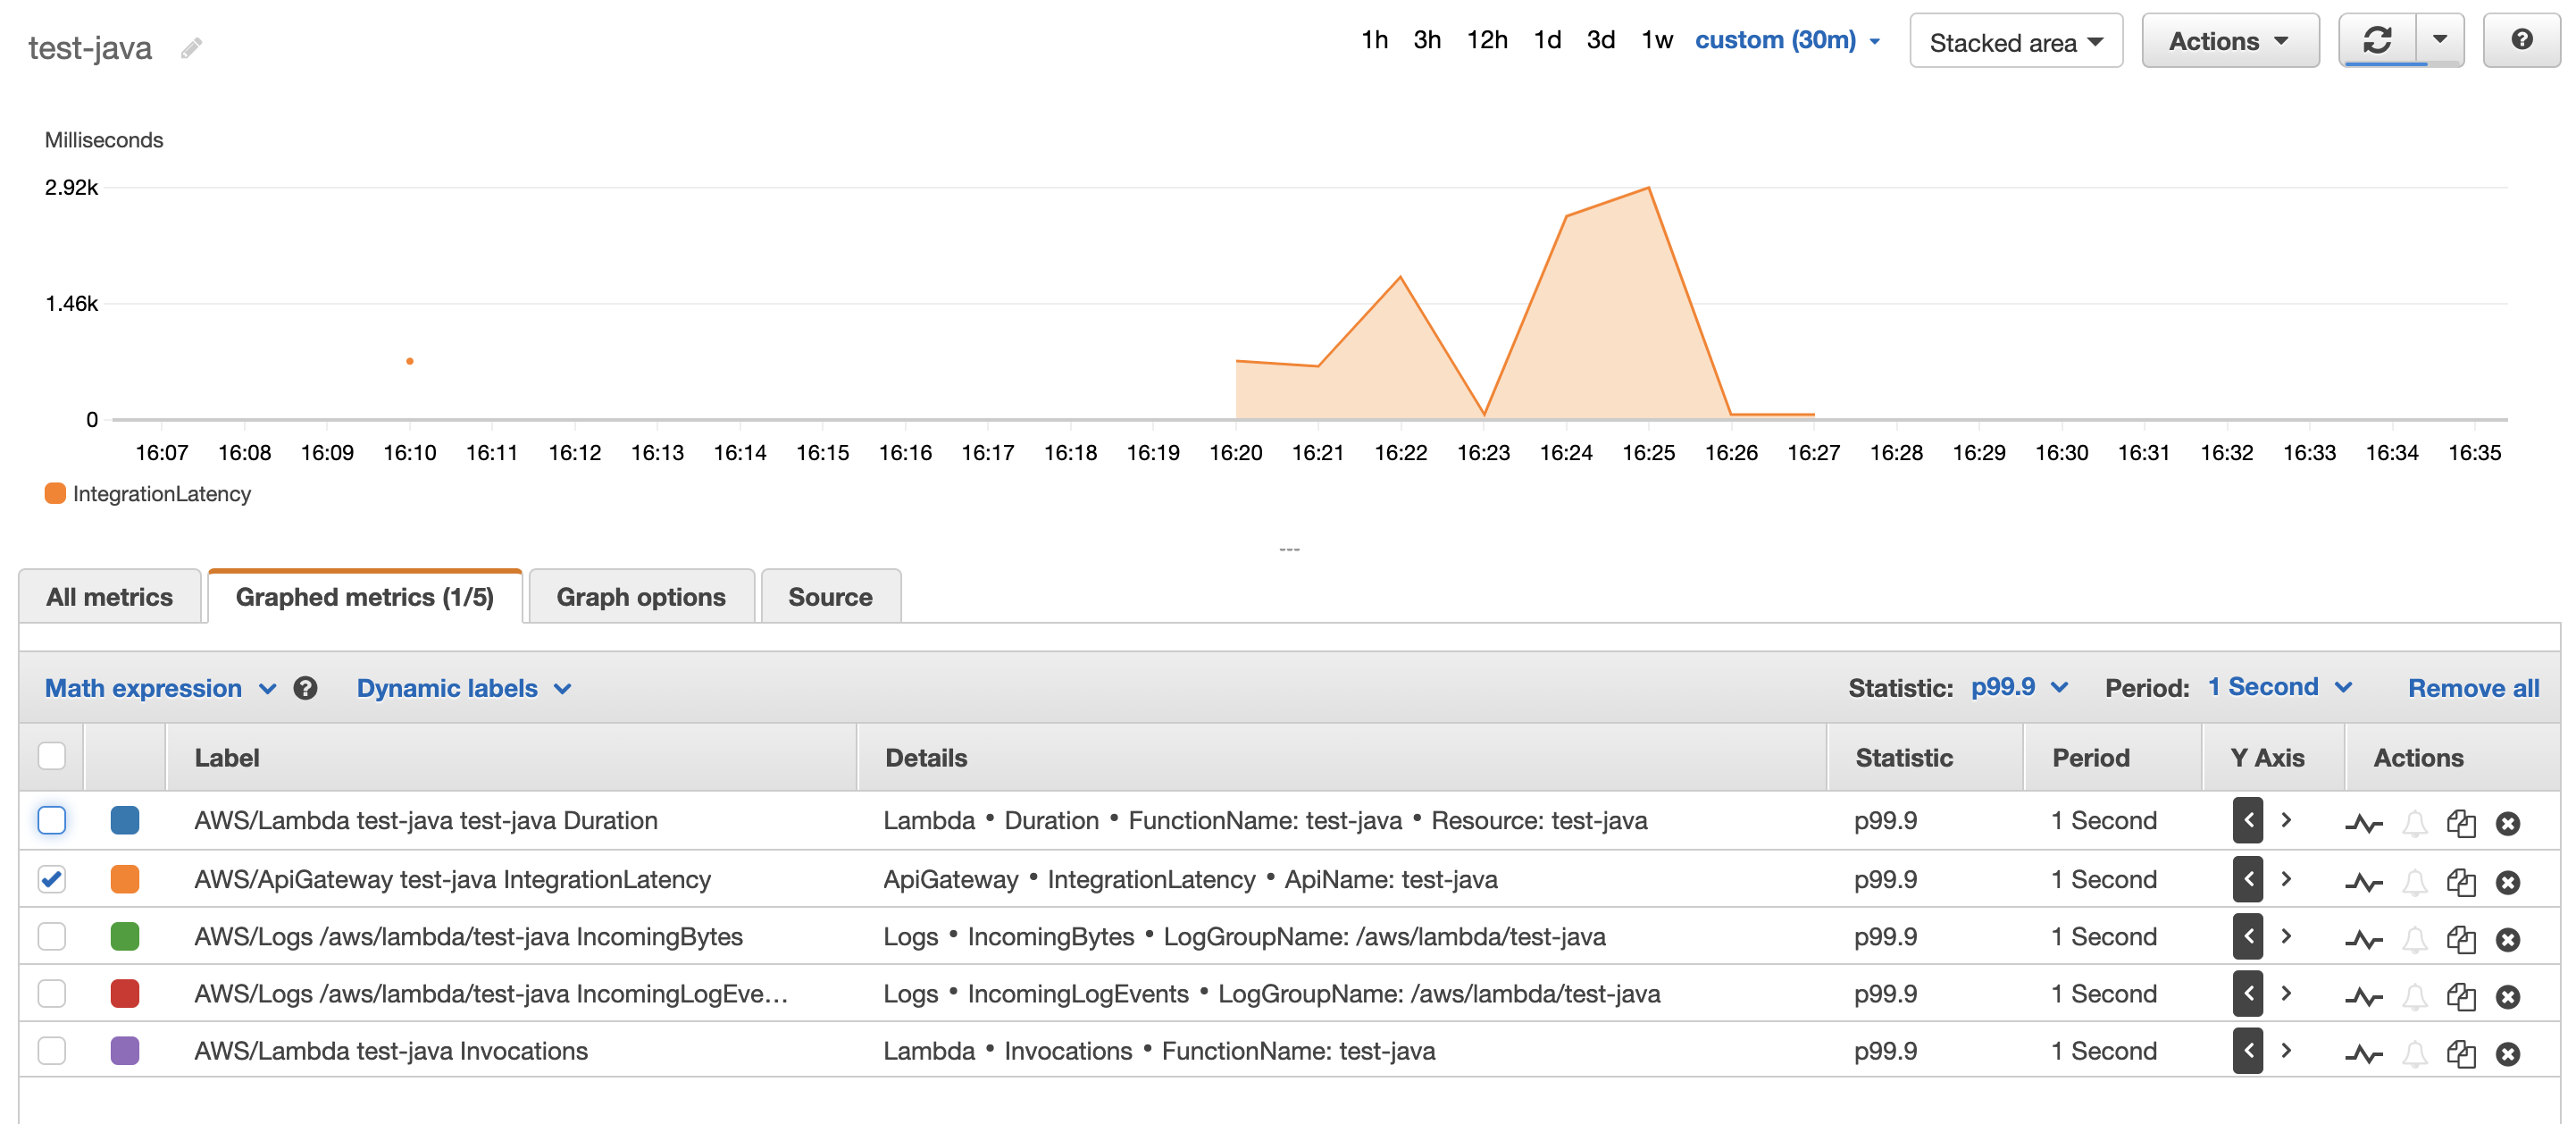 test-java
1h 3h 12h 1d 3d 1w custom (30m) Stacked area Actions
Milliseconds
2.92k
1.46k
0
16:07 16:08 16:09 16:10 16:11 16:12 16:13 16:14 16:15 16:16 16:17 16:18 16:19 16:20 16:21 16:22 16:23 16:24 16:25 16:26 16:27 16:28 16:29 16:30 16:31 16:32 16:33 16:34 16:35
IntegrationLatency
All metrics Graphed metrics (1/5) Graph options Source
Math expression ? Dynamic labels Statistic: p99.9 Period: 1 Second Remove all
Label Details Statistic Period Y Axis Actions
AWS/Lambda test-java test-java Duration Lambda • Duration • FunctionName: test-java • Resource: test-java p99.9 1 Second
AWS/ApiGateway test-java IntegrationLatency ApiGateway • IntegrationLatency • ApiName: test-java p99.9 1 Second
AWS/Logs /aws/lambda/test-java IncomingBytes Logs • IncomingBytes • LogGroupName: /aws/lambda/test-java p99.9 1 Second
AWS/Logs /aws/lambda/test-java IncomingLogEve... Logs • IncomingLogEvents • LogGroupName: /aws/lambda/test-java p99.9 1 Second
AWS/Lambda test-java Invocations Lambda • Invocations • FunctionName: test-java p99.9 1 Second